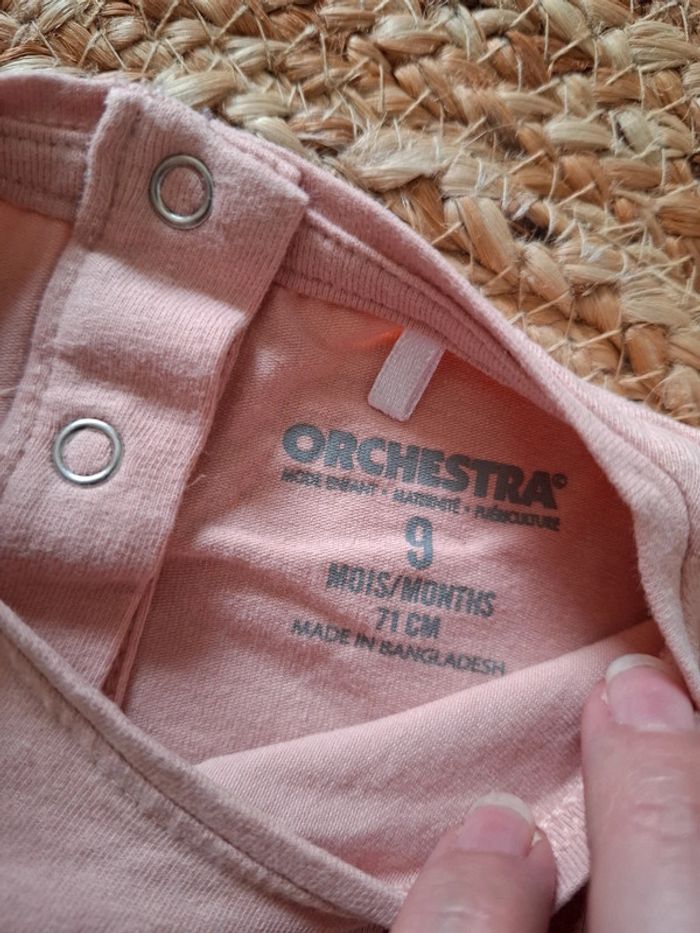 ORCHESTRA©
MODE ENFANT • MATERNITÉ • PUÉRICULTURE
9
MOIS/MONTHS
71 CM
MADE IN BANGLADESH